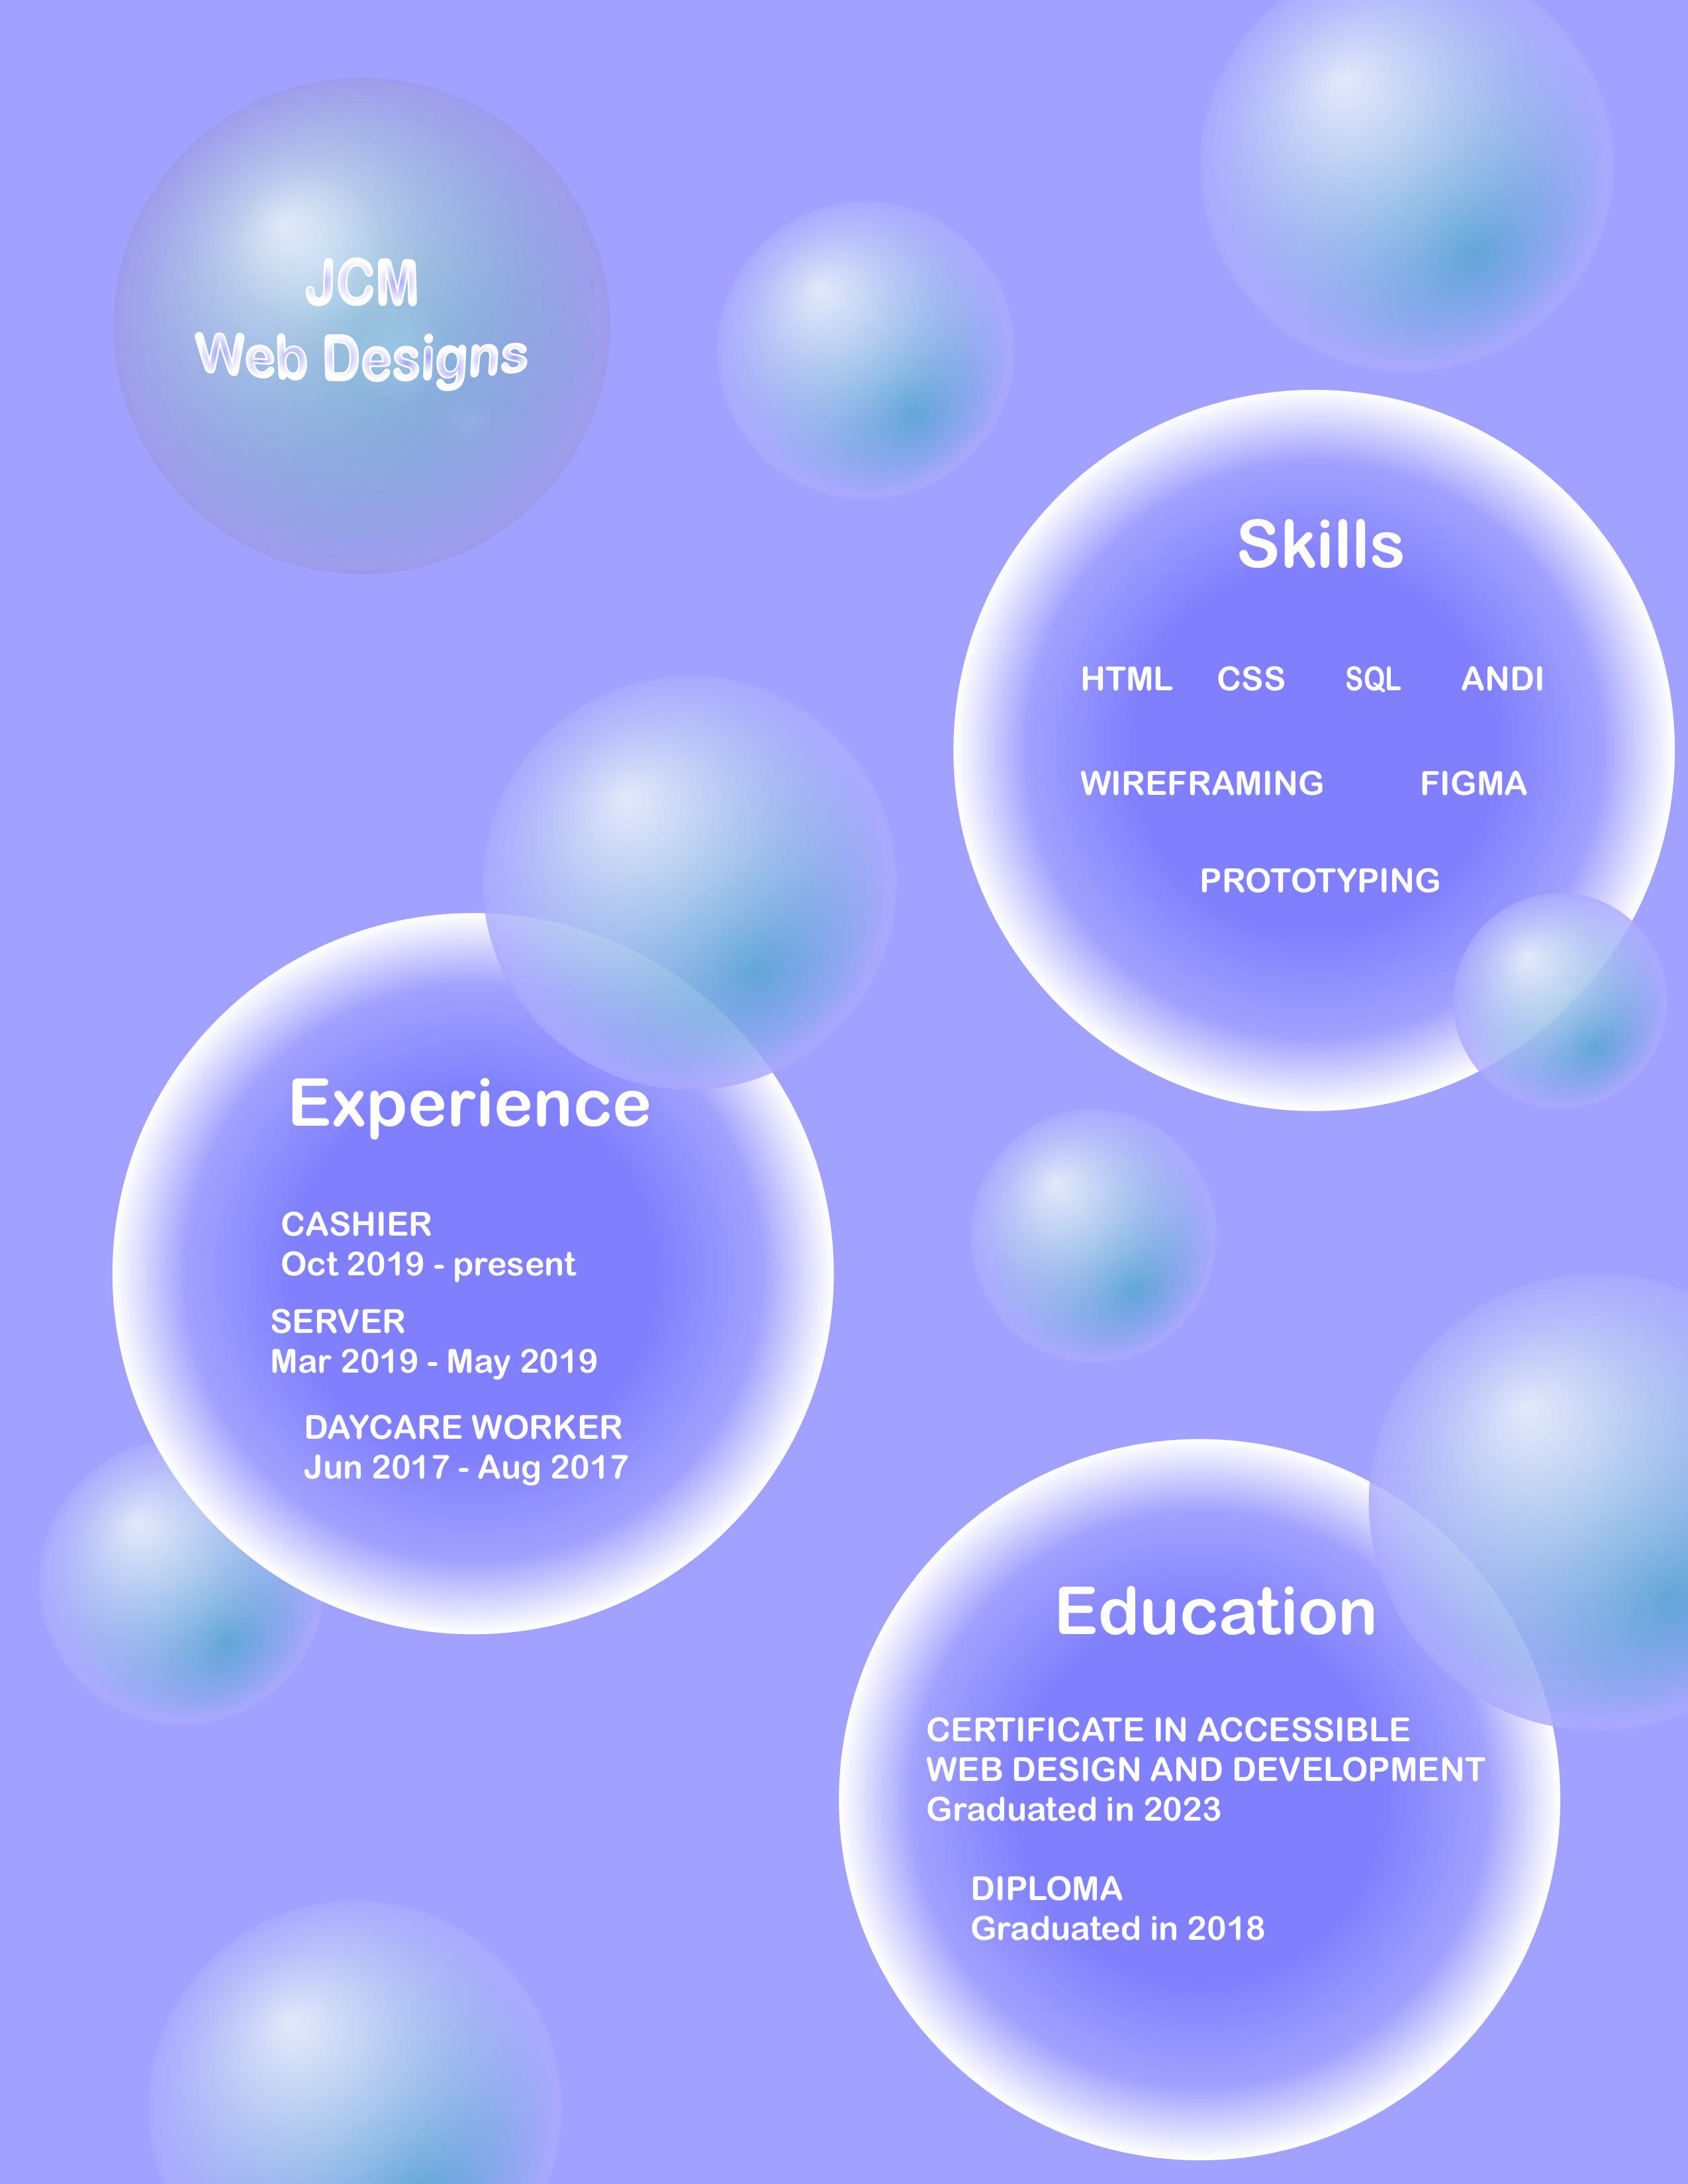 JCM
Web Designs
Skills
HTML CSS SQL ANDI
WIREFRAMING FIGMA
PROTOTYPING
Experience
CASHIER
Oct 2019 - present
SERVER
Mar 2019 - May 2019
DAYCARE WORKER
Jun 2017 - Aug 2017
Education
CERTIFICATE IN ACCESSIBLE
WEB DESIGN AND DEVELOPMENT
Graduated in 2023
DIPLOMA
Graduated in 2018